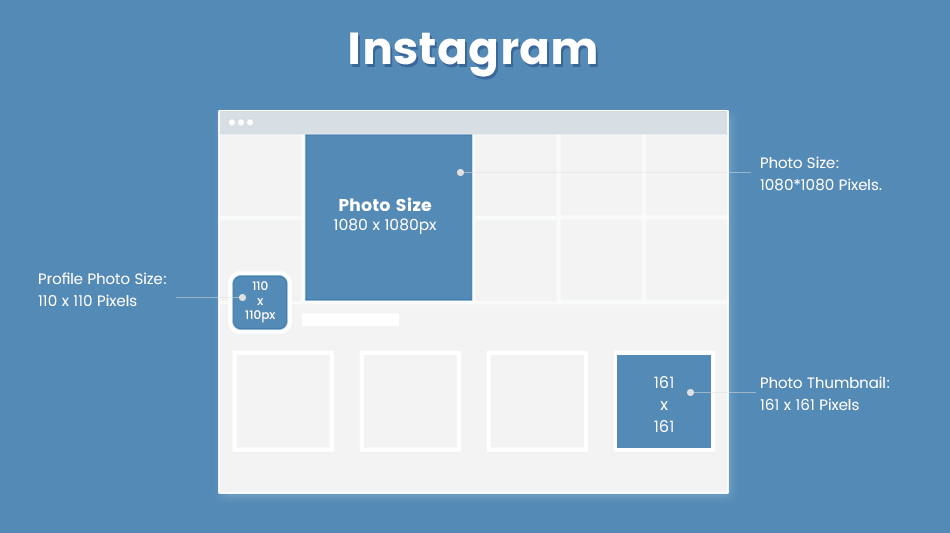 Instagram
Photo Size:
1080*1080 Pixels.
Photo Size
1080 x 1080px
Profile Photo Size:
110 x 110 Pixels
110
x
110px
Photo Thumbnail:
161 x 161 Pixels
161
x
161